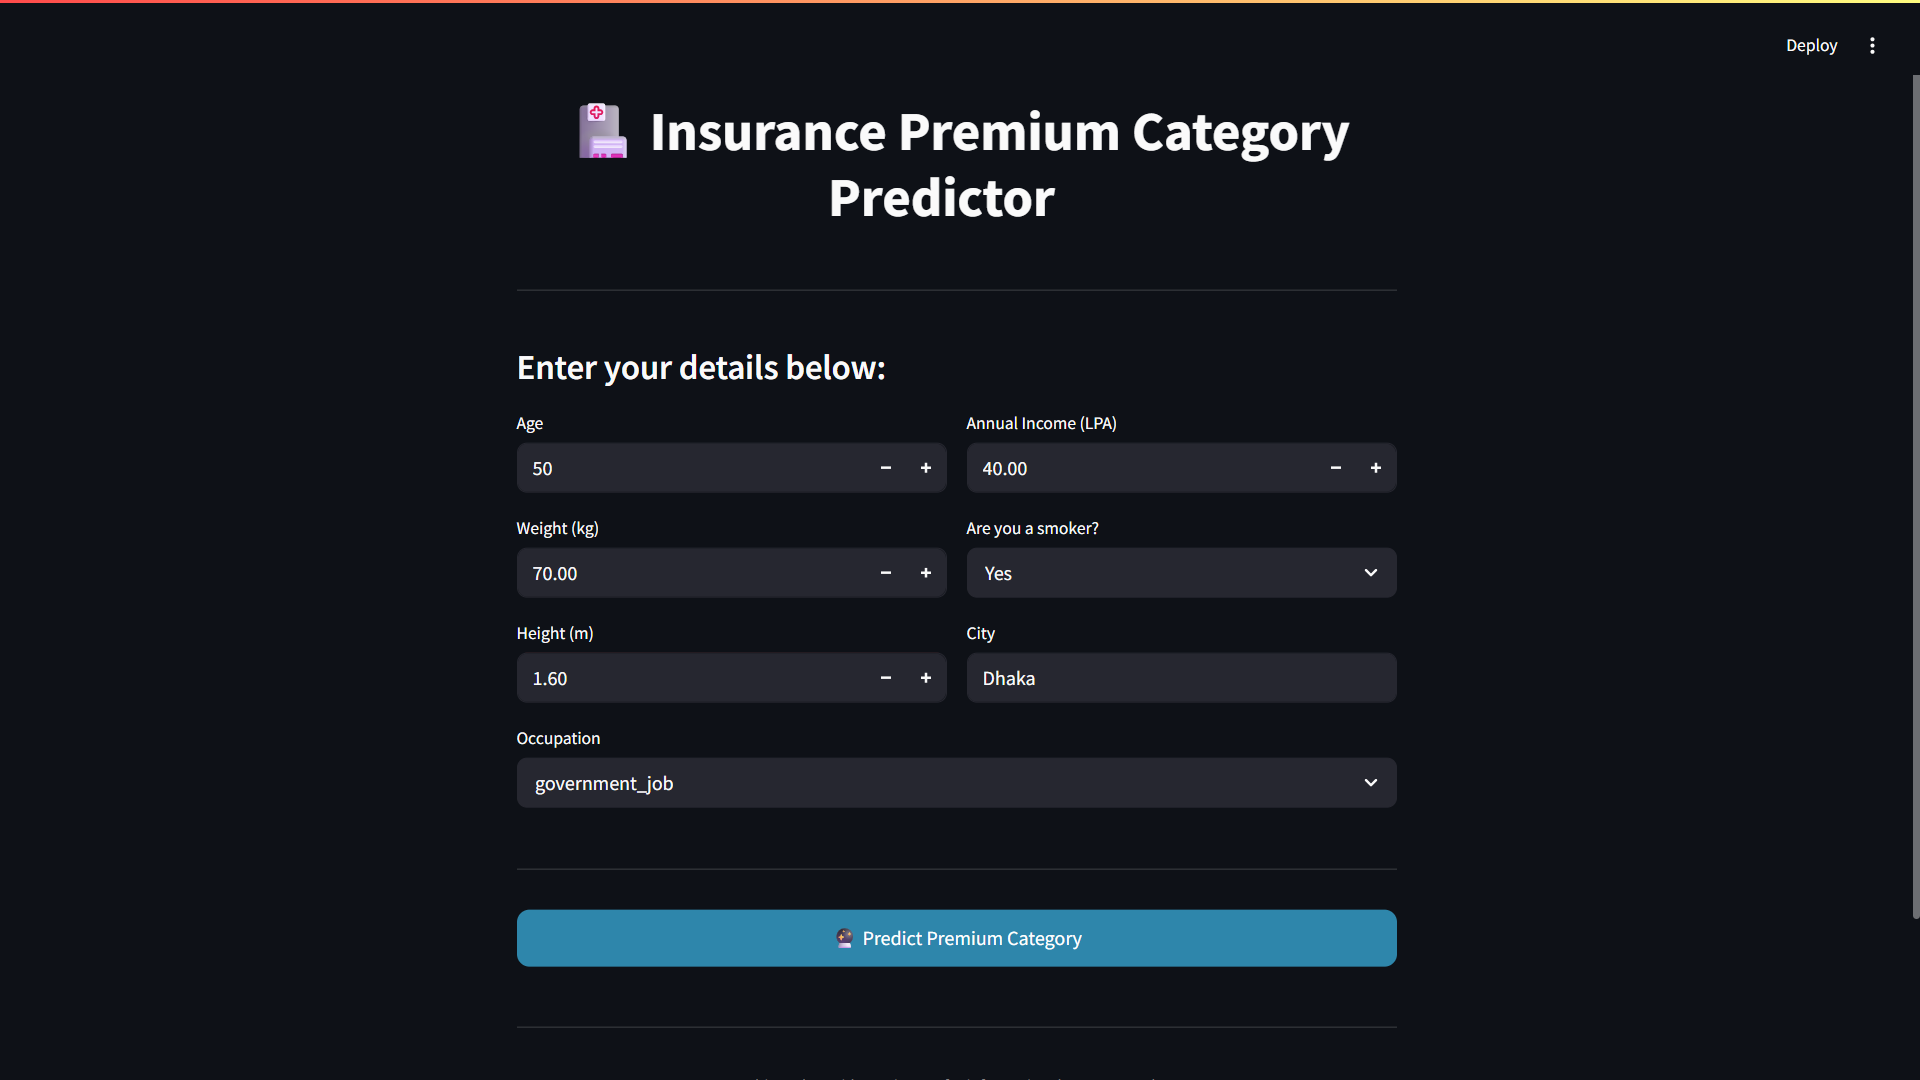 Deploy
Insurance Premium Category
Predictor
Enter your details below:
Age
Annual Income (LPA)
50
40.00
Weight (kg)
Are you a smoker?
70.00
Yes
Height (m)
City
1.60
Dhaka
Occupation
government_job
Predict Premium Category